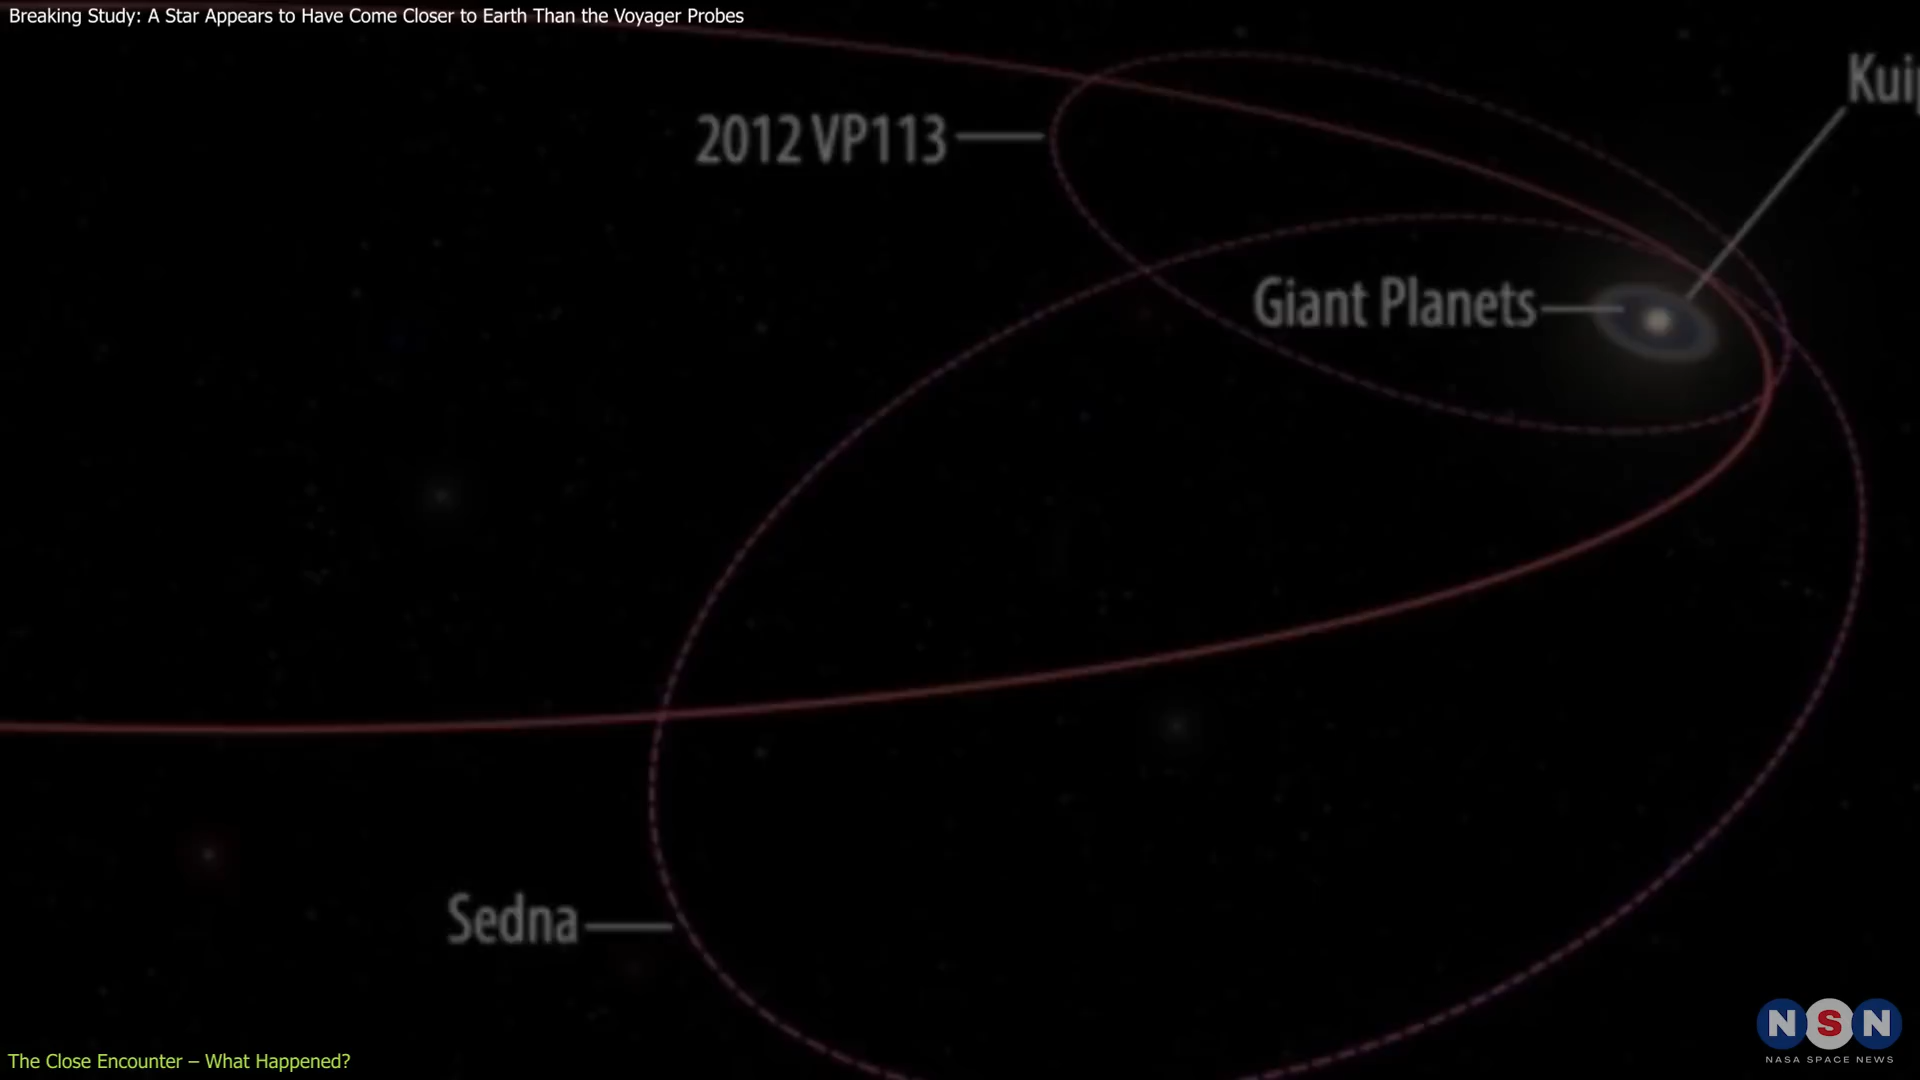 Breaking Study: A Star Appears to Have Come Closer to Earth Than the Voyager Probes
Kuip
2012 VP113
Giant Planets
Sedna
The Close Encounter – What Happened?
NSN
NASA SPACE NEWS